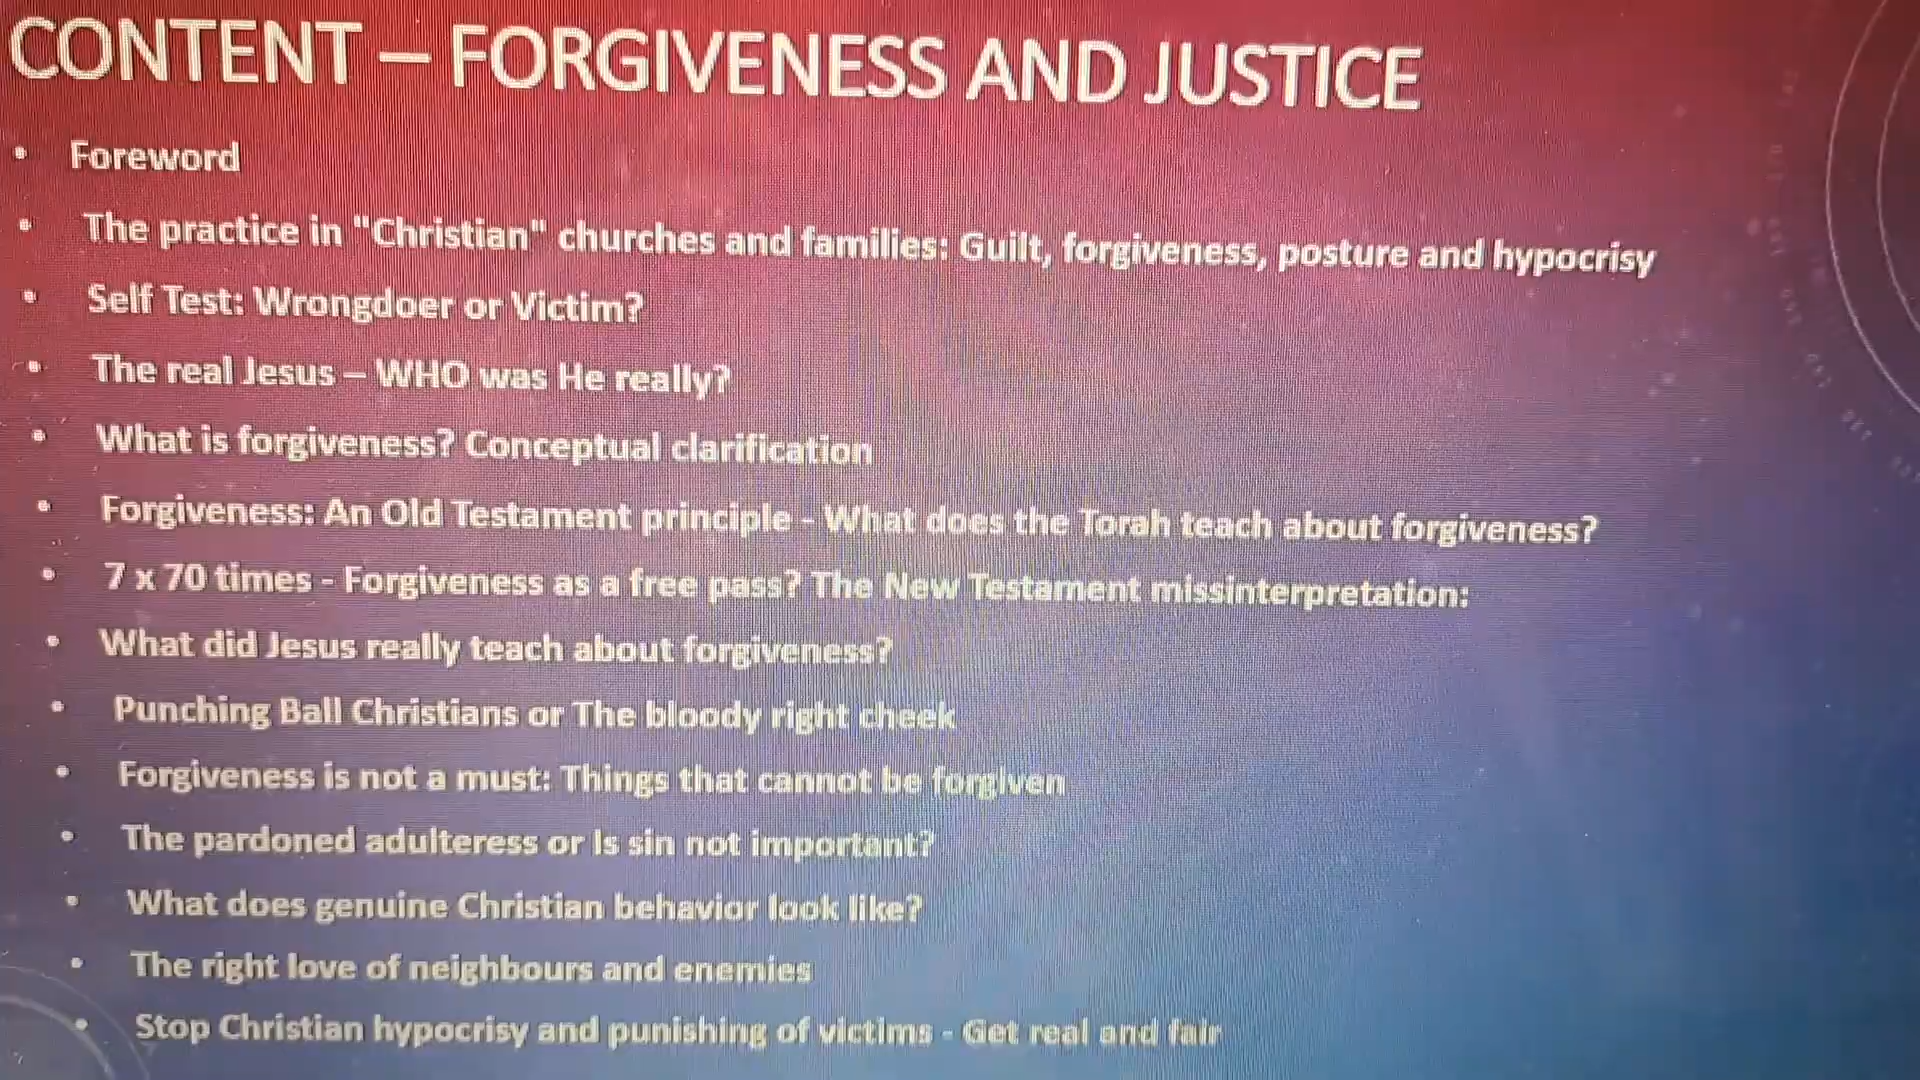 CONTENT – FORGIVENESS AND JUSTICE
• Foreword
• The practice in "Christian" churches and families: Guilt, forgiveness, posture and hypocrisy
• Self Test: Wrongdoer or Victim?
• The real Jesus – WHO was He really?
• What is forgiveness? Conceptual clarification
• Forgiveness: An Old Testament principle - What does the Torah teach about forgiveness?
• 7 x 70 times - Forgiveness as a free pass? The New Testament missinterpretation:
• What did Jesus really teach about forgiveness?
• Punching Ball Christians or The bloody right cheek
• Forgiveness is not a must: Things that cannot be forgiven
• The pardoned adulteress or Is sin not important?
• What does genuine Christian behavior look like?
• The right love of neighbours and enemies
• Stop Christian hypocrisy and punishing of victims - Get real and fair